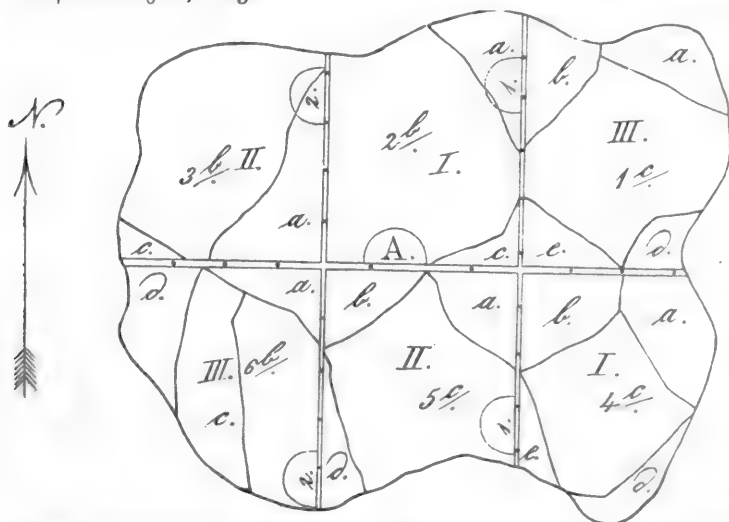 N.
a.
1.
b.
a.
2.
3 b II.
2 b
I.
III.
1 c
a.
c.
A.
c.
e.
d.
d.
a.
b.
a.
b.
a.
III.
6 b
II.
I.
c.
5 c
1.
4 c
2.
d.
e.
d.